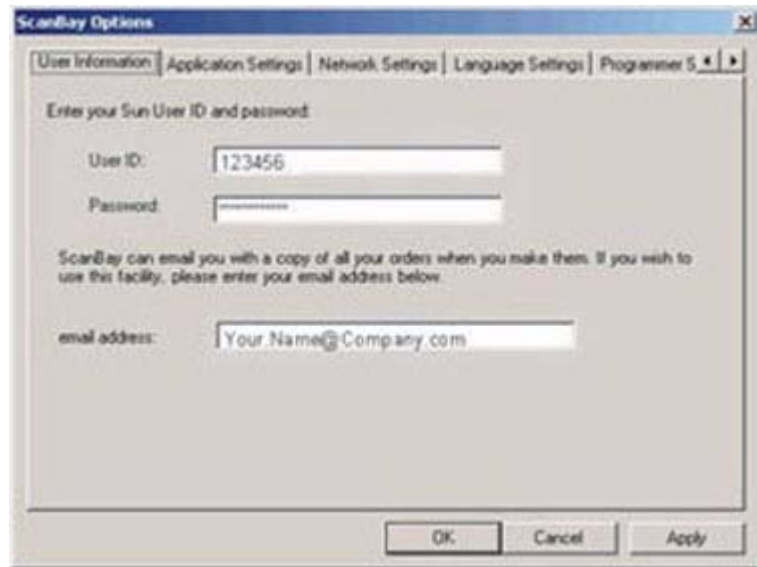 ScanBay Options
User Information Application Settings Network Settings Language Settings Programmer S
Enter your Sun User ID and password:
User ID: 123456
Password:
ScanBay can email you with a copy of all your orders when you make them. If you wish to
use this facility, please enter your email address below.
email address: Your.Name@Company.com
OK Cancel Apply